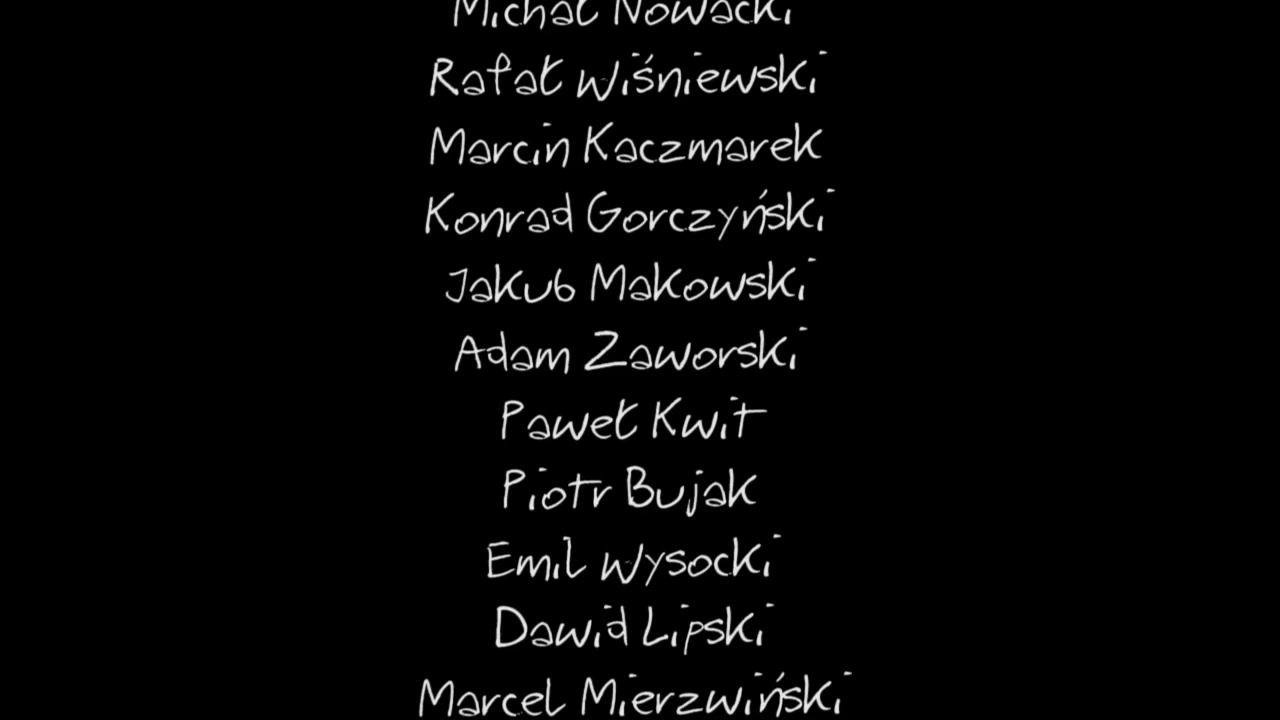 Michał Nowacki
Rafał Wiśniewski
Marcin Kaczmarek
Konrad Gorczyński
Jakub Makowski
Adam Zaworski
Paweł Kwit
Piotr Bujak
Emil Wysocki
Dawid Lipski
Marcel Mierzwiński